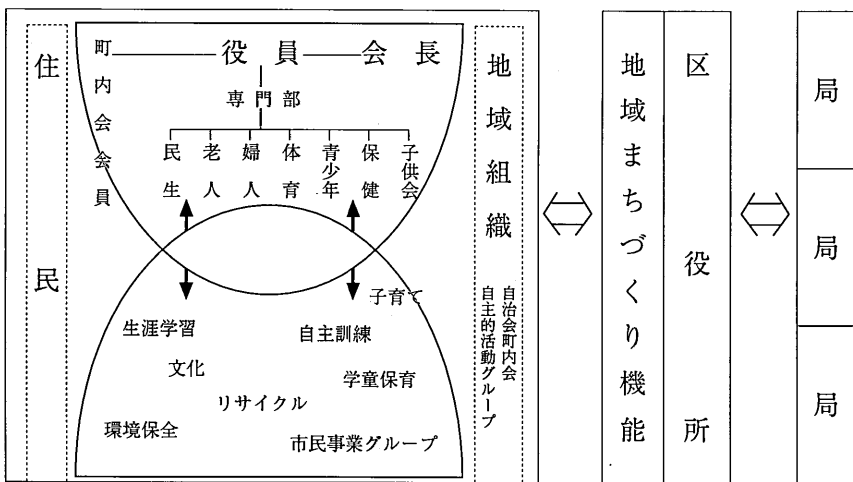 住民
町内会会員
役員
会長
専門部
民生
老人
婦人
体育
青少年
保健
子供会
子育て
生涯学習
自主訓練
文化
学童保育
リサイクル
環境保全
市民事業グループ
地域組織
自治会町内会
自主的活動グループ
地域まちづくり機能
区役所
局
局
局